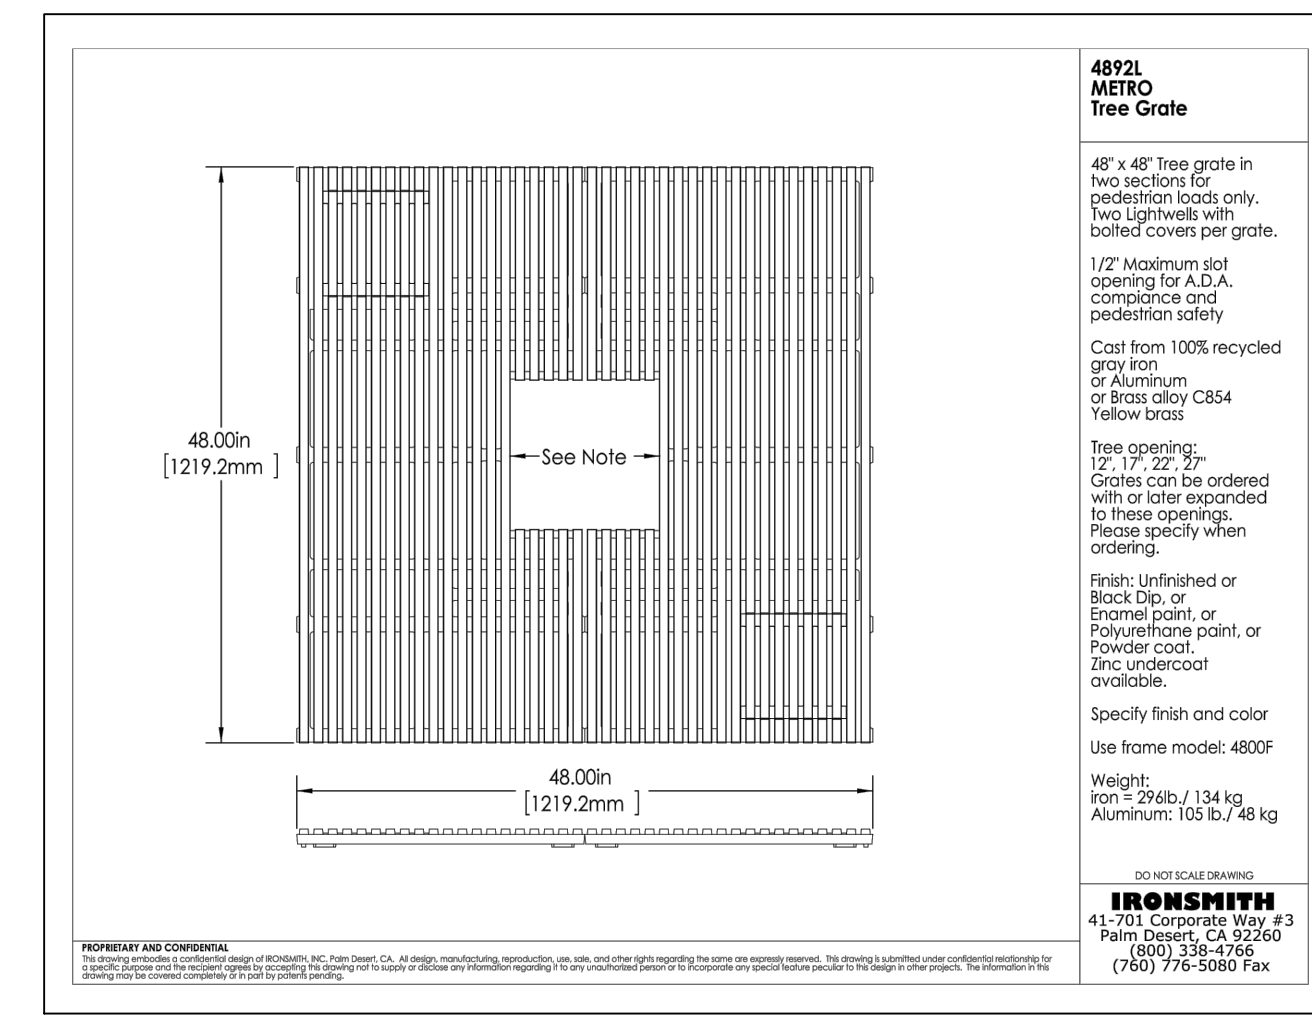 4892L
METRO
Tree Grate
48" x 48" Tree grate in
two sections for
pedestrian loads only.
Two Lightwells with
bolted covers per grate.
1/2" Maximum slot
opening for A.D.A.
compiance and
pedestrian safety
Cast from 100% recycled
gray iron
or Aluminum
or Brass alloy C854
Yellow brass
Tree opening:
12", 17", 22", 27"
Grates can be ordered
with or later expanded
to these openings.
Please specify when
ordering.
Finish: Unfinished or
Black Dip, or
Enamel paint, or
Polyurethane paint, or
Powder coat.
Zinc undercoat
available.
Specify finish and color
Use frame model: 4800F
Weight:
iron = 296lb./ 134 kg
Aluminum: 105 lb./ 48 kg
DO NOT SCALE DRAWING
IRONSMITH
41-701 Corporate Way #3
Palm Desert, CA 92260
(800) 338-4766
(760) 776-5080 Fax
48.00in
[1219.2mm ]
See Note
48.00in
[1219.2mm ]
PROPRIETARY AND CONFIDENTIAL
This drawing embodies a confidential design of IRONSMITH, INC. Palm Desert, CA. All design, manufacturing, reproduction, use, sale, and other rights regarding the same are expressly reserved. This drawing is submitted under confidential relationship for
a specific purpose and the recipient agrees by accepting this drawing not to supply or disclose any information regarding it to any unauthorized person or to incorporate any special feature peculiar to this design in other projects. The information in this
drawing may be covered completely or in part by patents pending.